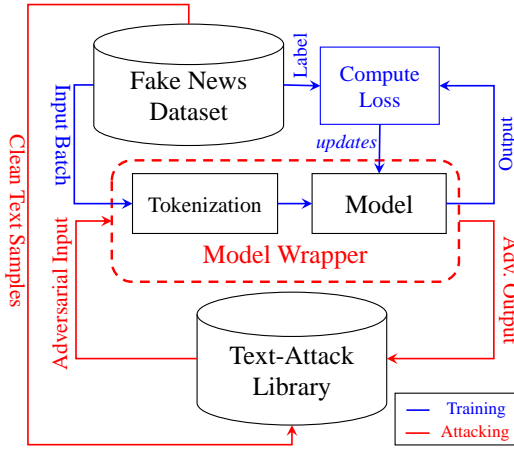 Fake News
Dataset
Label
Compute
Loss
Input Batch
updates
Output
Clean Text Samples
Tokenization
Model
Model Wrapper
Adversarial Input
Adv. Output
Text-Attack
Library
Training
Attacking